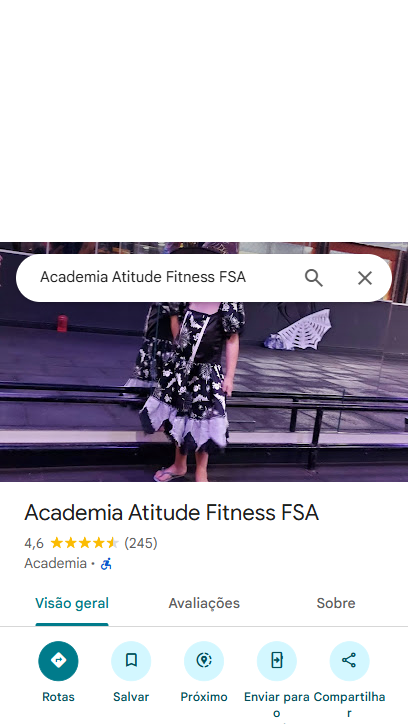 Academia Atitude Fitness FSA
Academia Atitude Fitness FSA
4,6 (245)
Academia ·
Visão geral Avaliações Sobre
Rotas Salvar Próximo Enviar para o Compartilhar